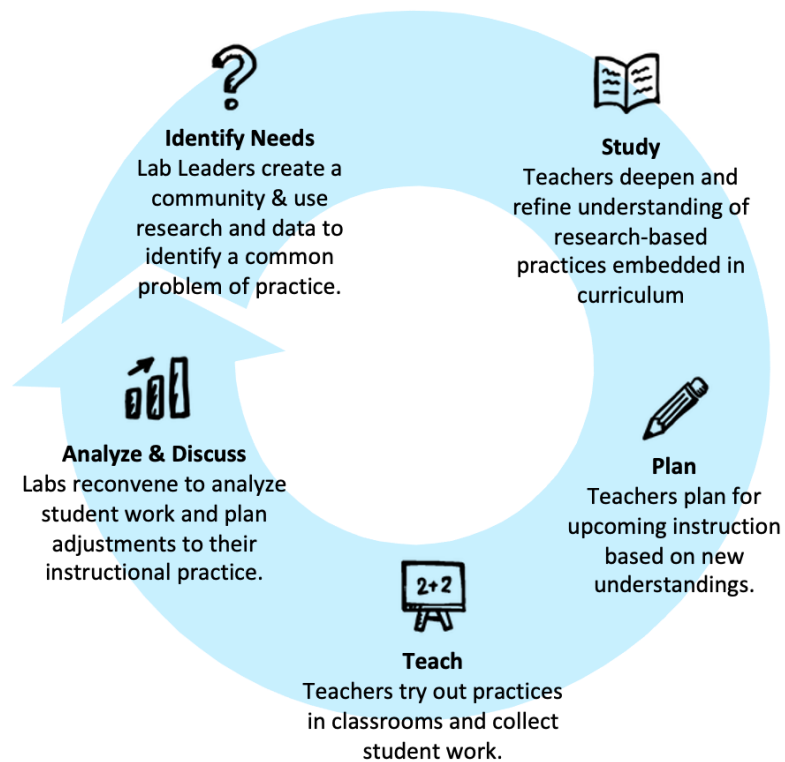 Identify Needs
Lab Leaders create a
community & use
research and data to
identify a common
problem of practice.
Study
Teachers deepen and
refine understanding of
research-based
practices embedded in
curriculum
Plan
Teachers plan for
upcoming instruction
based on new
understandings.
2+2
Teach
Teachers try out practices
in classrooms and collect
student work.
Analyze & Discuss
Labs reconvene to analyze
student work and plan
adjustments to their
instructional practice.